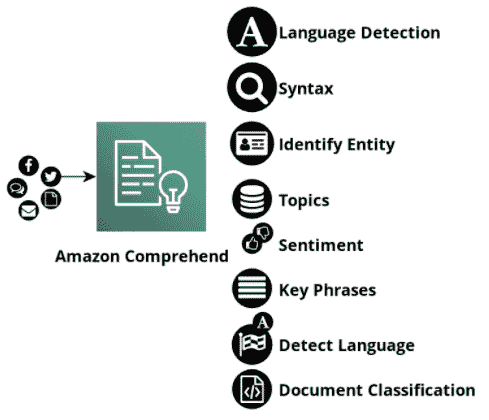 Language Detection
Syntax
Identify Entity
Topics
Sentiment
Key Phrases
Detect Language
Document Classification
Amazon Comprehend
A
A